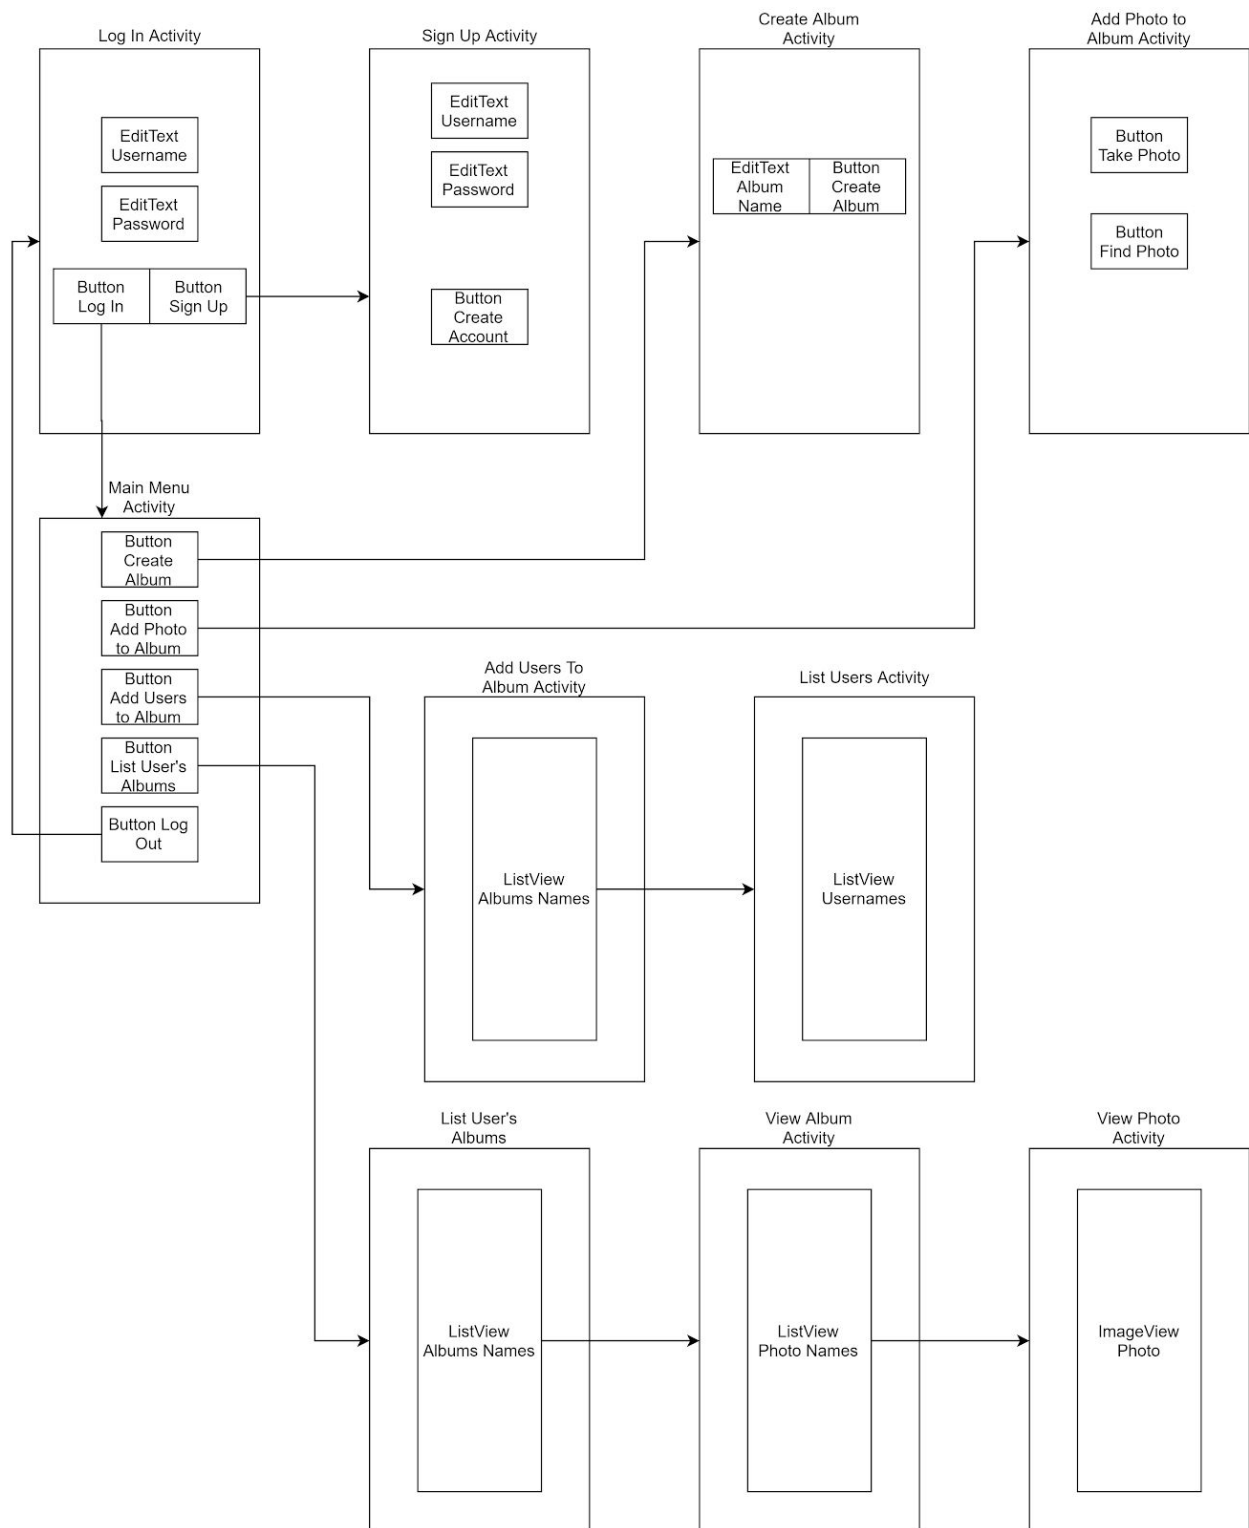 Log In Activity
EditText
Username
EditText
Password
Button
Log In
Button
Sign Up
Sign Up Activity
EditText
Username
EditText
Password
Button
Create
Account
Create Album
Activity
EditText
Album
Name
Button
Create
Album
Add Photo to
Album Activity
Button
Take Photo
Button
Find Photo
Main Menu
Activity
Button
Create
Album
Button
Add Photo
to Album
Button
Add Users
to Album
Button
List User's
Albums
Button Log
Out
Add Users To
Album Activity
ListView
Albums Names
List Users Activity
ListView
Usernames
List User's
Albums
ListView
Albums Names
View Album
Activity
ListView
Photo Names
View Photo
Activity
ImageView
Photo